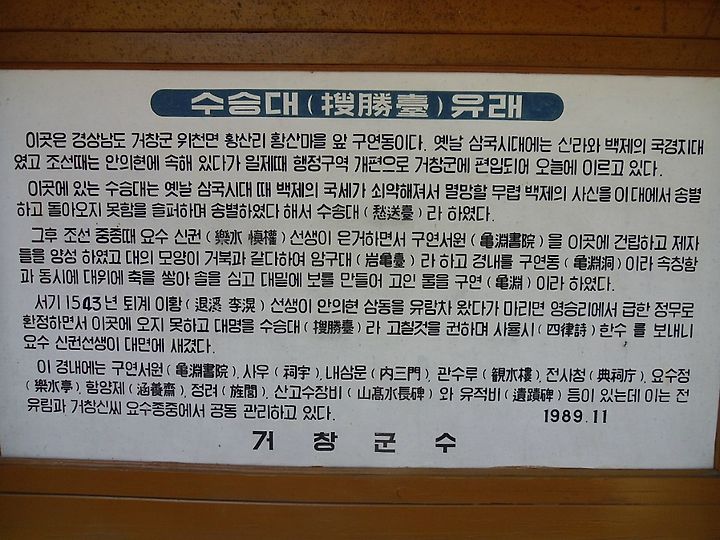 수승대(搜勝臺)유래
이곳은 경상남도 거창군 위천면 황산리 황산마을 앞 구연동이다. 옛날 삼국시대에는 신라와 백제의 국경지대
였고 조선때는 안의현에 속해 있다가 일제때 행정구역 개편으로 거창군에 편입되어 오늘에 이르고 있다.
이곳에 있는 수승대는 옛날 삼국시대 때 백제의 국세가 쇠약해져서 멸망할 무렵 백제의 사신을 이대에서 송별
하고 돌아오지 못함을 슬퍼하며 송별하였다 해서 수송대(愁送臺)라 하였다.
그후 조선 중종때 요수 신권(樂水 愼權)선생이 은거하면서 구연서원(亀淵書院)을 이곳에 건립하고 제자
들을 양성 하였고 대의 모양이 거북과 같다하여 암구대(岩亀臺)라 하고 경내를 구연동(亀淵洞)이라 속칭함
과 동시에 대위에 축을 쌓아 솔을 심고 대밑에 보를 만들어 고인 물을 구연(亀淵)이라 하였다.
서기 1543년 퇴계 이황(退溪 李滉)선생이 안의현 삼동을 유람차 왔다가 마리면 영승리에서 급한 정무로
환정하면서 이곳에 오지 못하고 대명을 수승대(搜勝臺)라 고칠것을 권하며 사율시(四律詩)한수 를 보내니
요수 신권선생이 대면에 새겼다.
이 경내에는 구연서원(亀淵書院), 사우(祠宇), 내삼문(内三門), 관수루(観水樓), 전사청(典祠庁), 요수정
(樂水亭), 함양제(涵養齋), 정려(旌閭), 산고수장비(山髙水長碑)와 유적비(遺蹟碑)등이 있는데 이는 전
유림과 거창신씨 요수종중에서 공동 관리하고 있다. 1989.11
거창군수